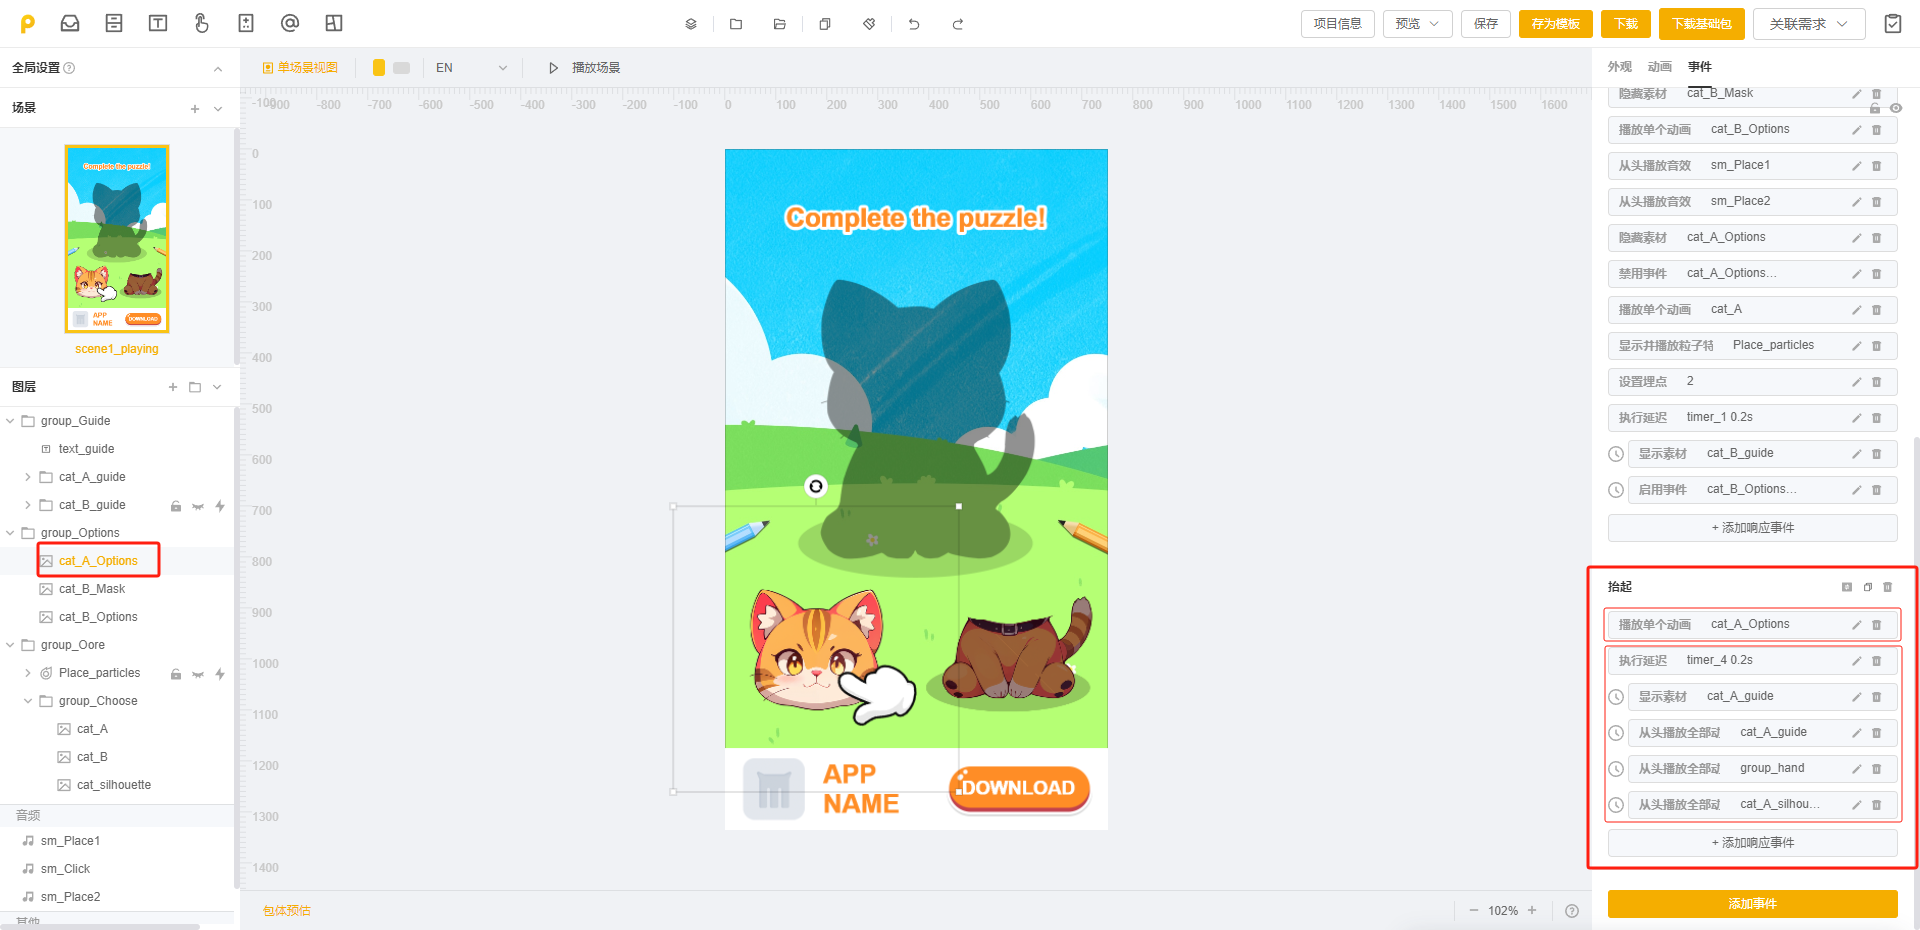 项目信息
预览
保存
存为模板
下载
下载基础包
关联需求
全局设置
单场景视图
EN
播放场景
外观
动画
事件
场景
-100
-900
-800
-700
-600
-500
-400
-300
-200
-100
0
100
200
300
400
500
600
700
800
900
1000
1100
1200
1300
1400
1500
1600
0
100
200
300
400
500
600
700
800
900
1000
1100
1200
1300
1400
Complete the puzzle!
APP NAME
DOWNLOAD
scene1_playing
图层
group_Guide
text_guide
cat_A_guide
cat_B_guide
group_Options
cat_A_Options
cat_B_Mask
cat_B_Options
group_Oore
Place_particles
group_Choose
cat_A
cat_B
cat_silhouette
音频
sm_Place1
sm_Click
sm_Place2
其他
Complete the puzzle!
APP
NAME
DOWNLOAD
包体预估
102%
隐藏素材 cat_B_Mask
播放单个动画 cat_B_Options
从头播放音效 sm_Place1
从头播放音效 sm_Place2
隐藏素材 cat_A_Options
禁用事件 cat_A_Options...
播放单个动画 cat_A
显示并播放粒子特 Place_particles
设置埋点 2
执行延迟 timer_1 0.2s
显示素材 cat_B_guide
启用事件 cat_B_Options...
+ 添加响应事件
抬起
播放单个动画 cat_A_Options
执行延迟 timer_4 0.2s
显示素材 cat_A_guide
从头播放全部动 cat_A_guide
从头播放全部动 group_hand
从头播放全部动 cat_A_silhou...
+ 添加响应事件
添加事件